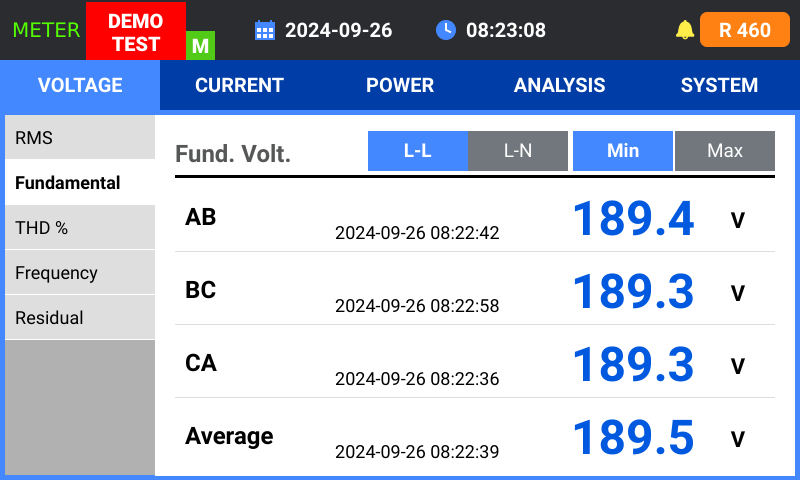 METER DEMO TEST M 2024-09-26 08:23:08 R 460
VOLTAGE CURRENT POWER ANALYSIS SYSTEM
RMS
Fundamental
THD %
Frequency
Residual
Fund. Volt. L-L L-N Min Max
AB 2024-09-26 08:22:42 189.4 V
BC 2024-09-26 08:22:58 189.3 V
CA 2024-09-26 08:22:36 189.3 V
Average 2024-09-26 08:22:39 189.5 V